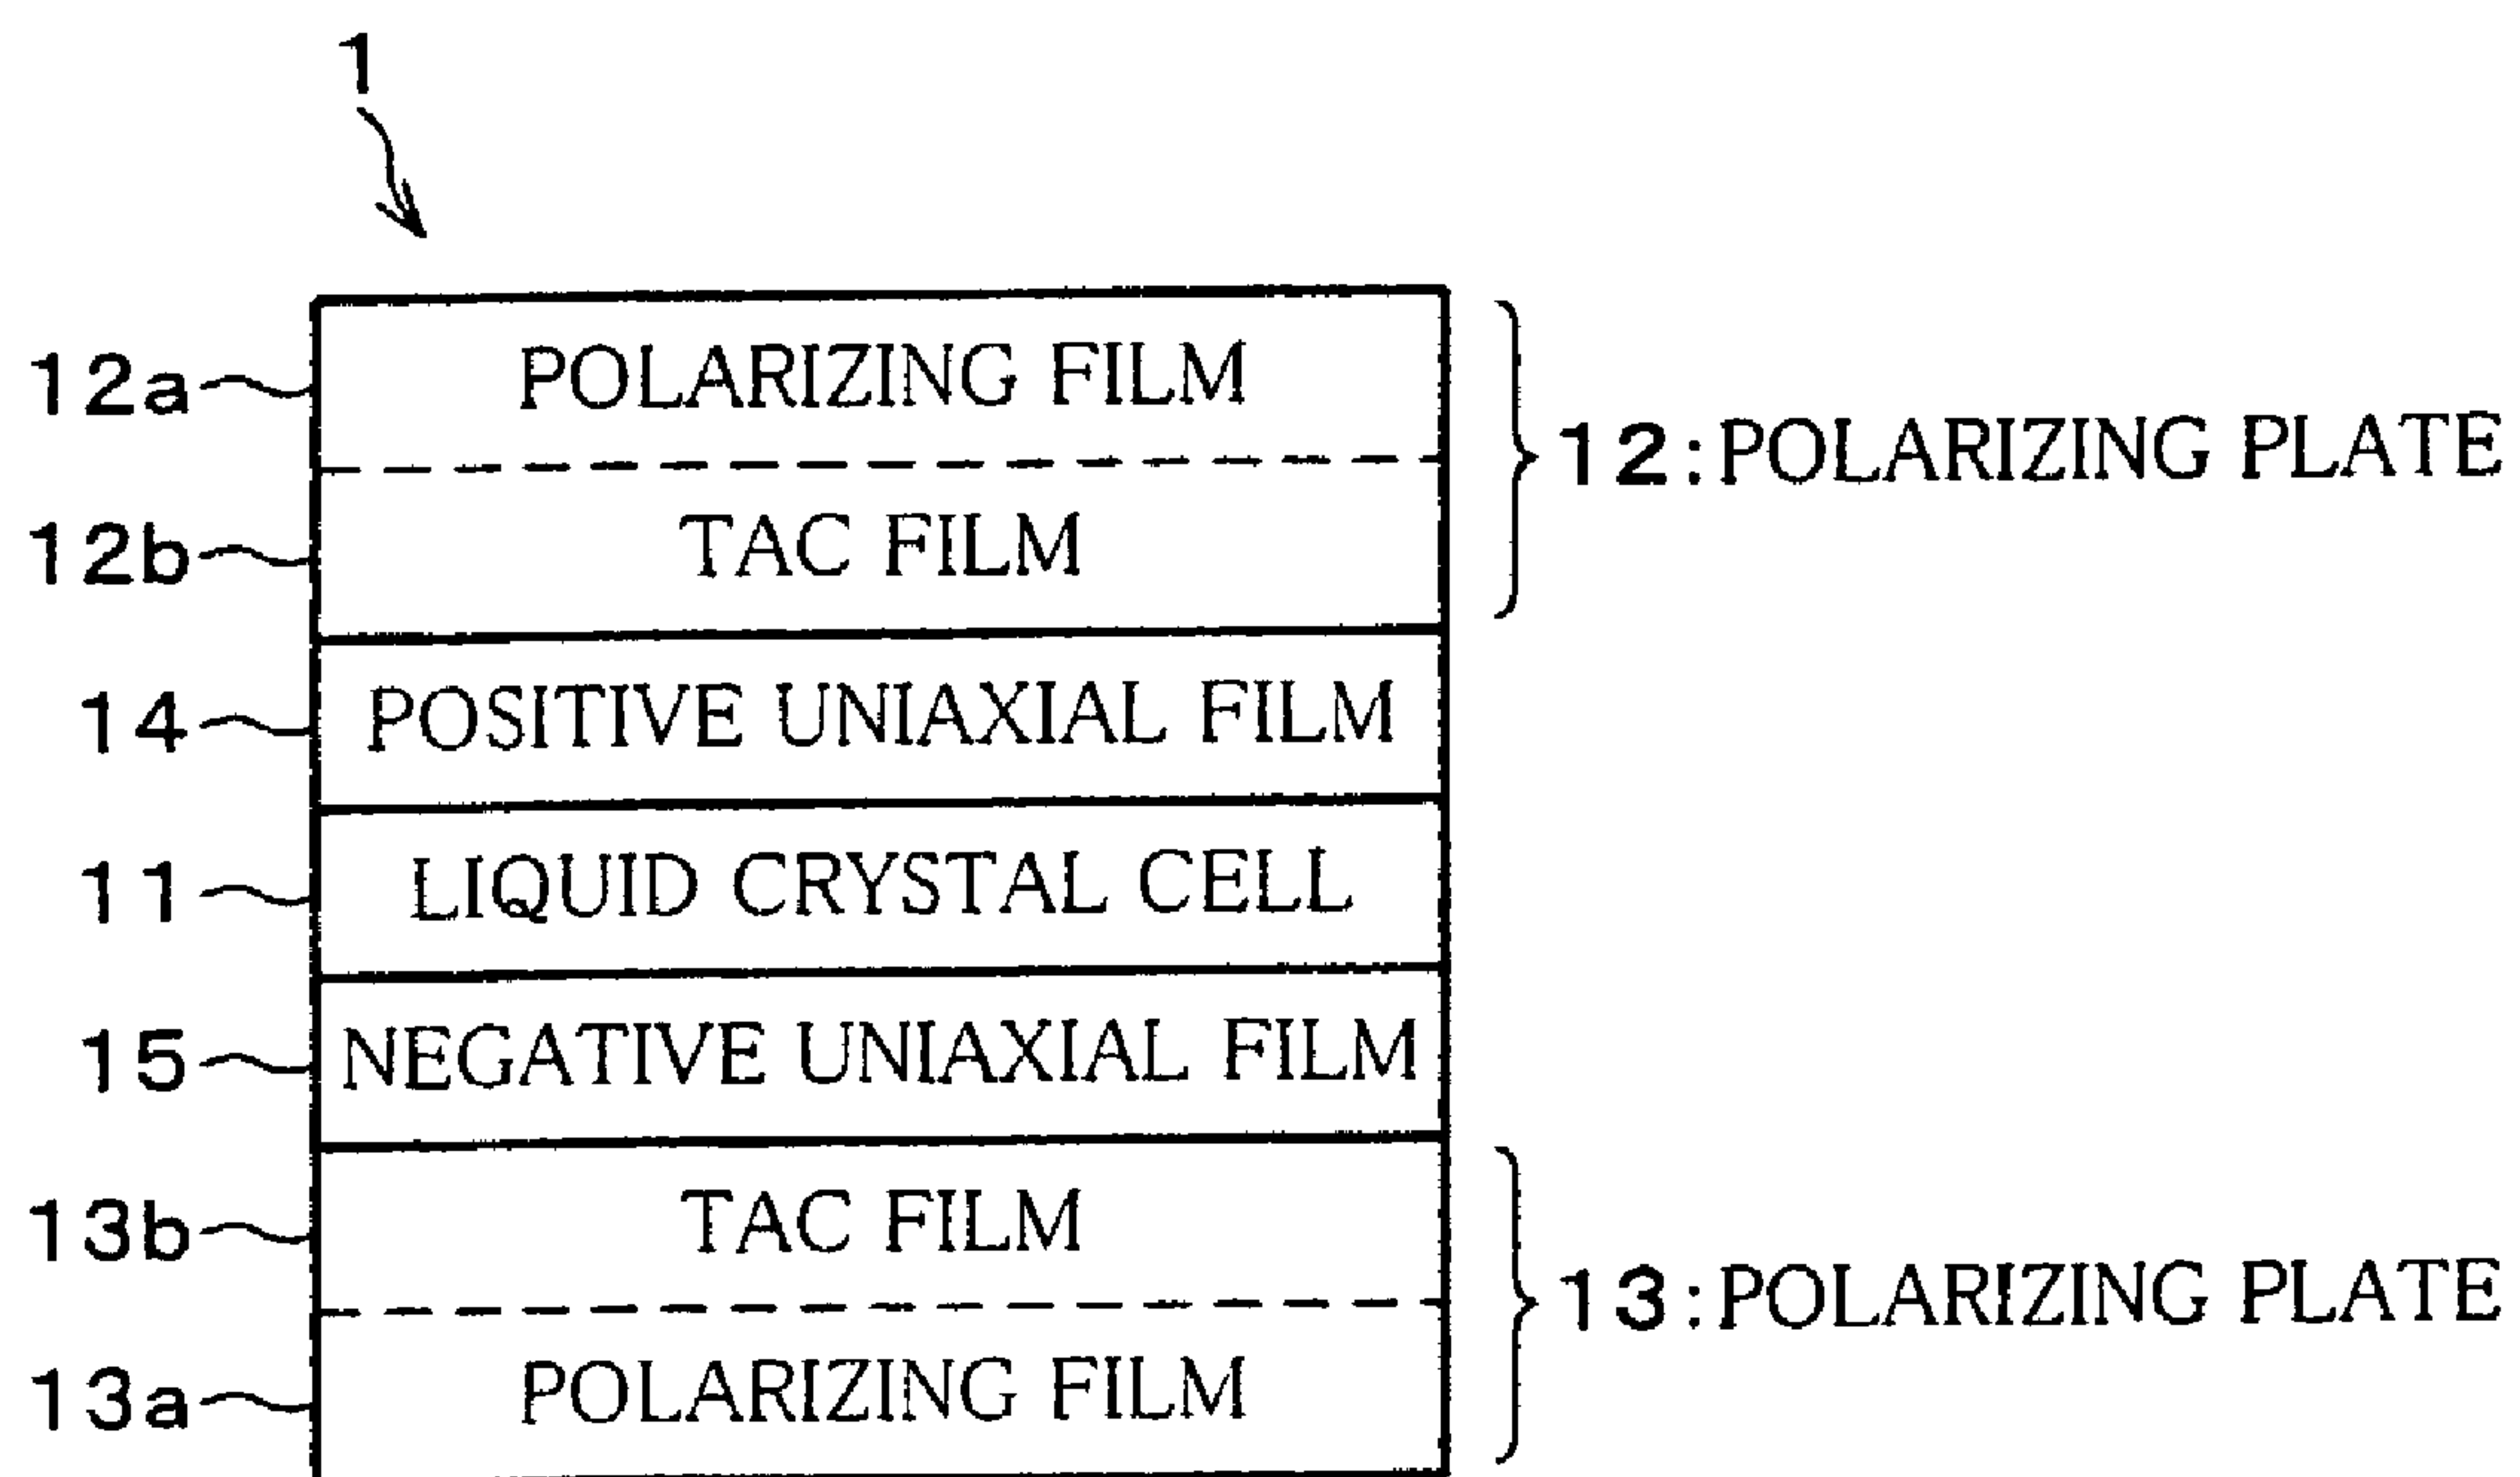 1
12a POLARIZING FILM
12:POLARIZING PLATE
12b TAC FILM
14 POSITIVE UNIAXIAL FILM
11 LIQUID CRYSTAL CELL
15 NEGATIVE UNIAXIAL FILM
13b TAC FILM
13:POLARIZING PLATE
13a POLARIZING FILM